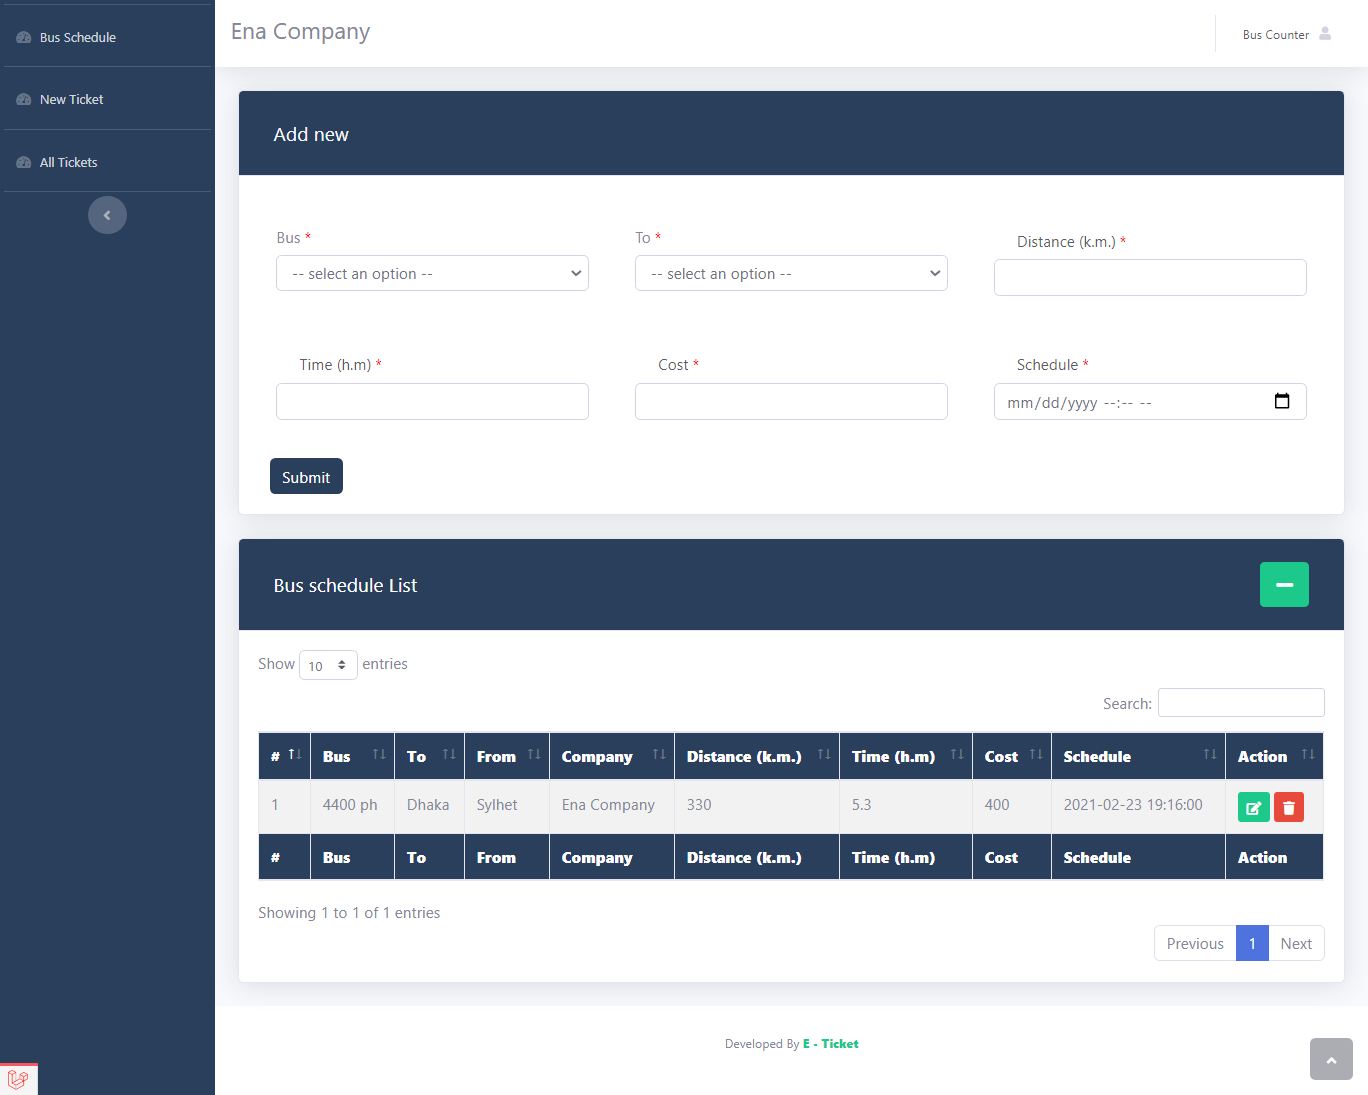 Bus Schedule
New Ticket
All Tickets
Ena Company
Bus Counter
Add new
Bus * To * Distance (k.m.) *
-- select an option -- -- select an option --
Time (h.m) * Cost * Schedule *
mm/dd/yyyy --:-- --
Submit
Bus schedule List
Show 10 entries
Search:
# Bus To From Company Distance (k.m.) Time (h.m) Cost Schedule Action
1 4400 ph Dhaka Sylhet Ena Company 330 5.3 400 2021-02-23 19:16:00
# Bus To From Company Distance (k.m.) Time (h.m) Cost Schedule Action
Showing 1 to 1 of 1 entries
Previous 1 Next
Developed By E - Ticket